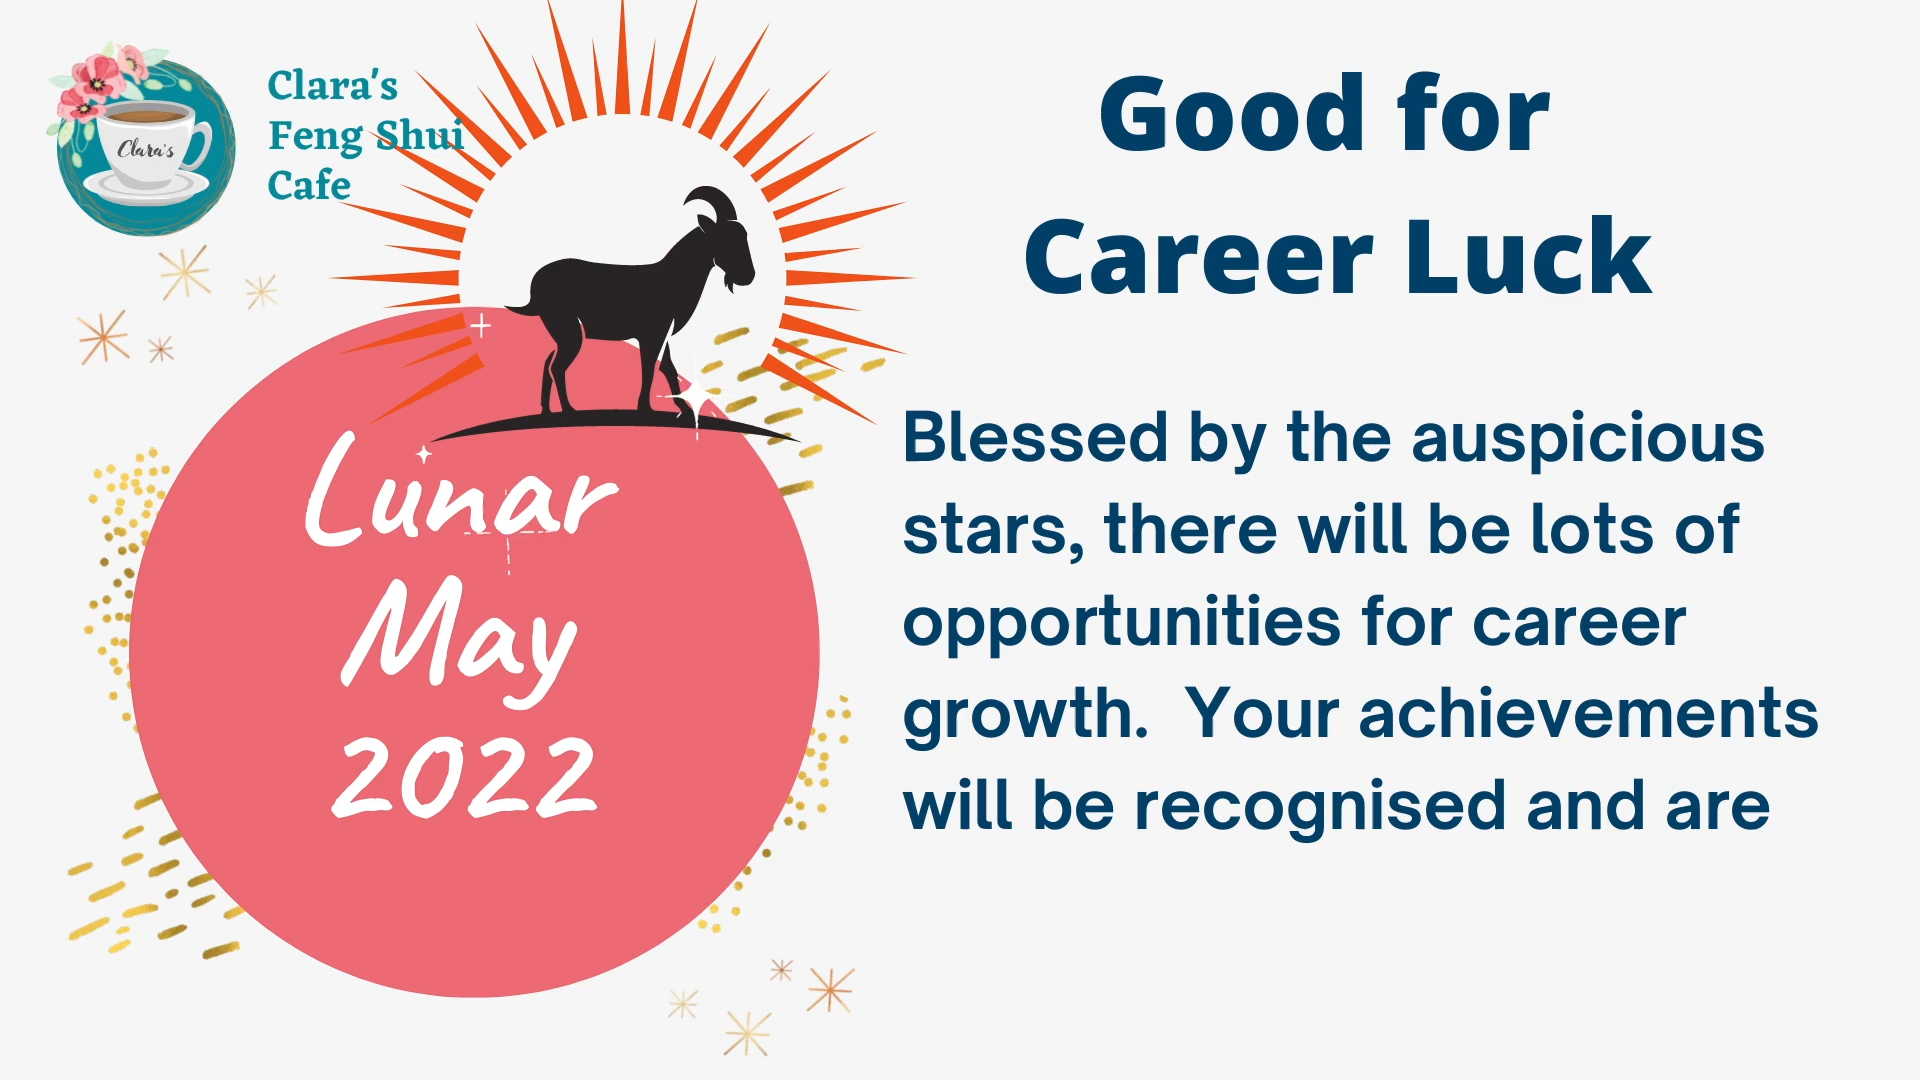 Clara's
Clara's
Feng Shui
Cafe
Good for
Career Luck
Lunar
May
2022
Blessed by the auspicious
stars, there will be lots of
opportunities for career
growth.  Your achievements
will be recognised and are